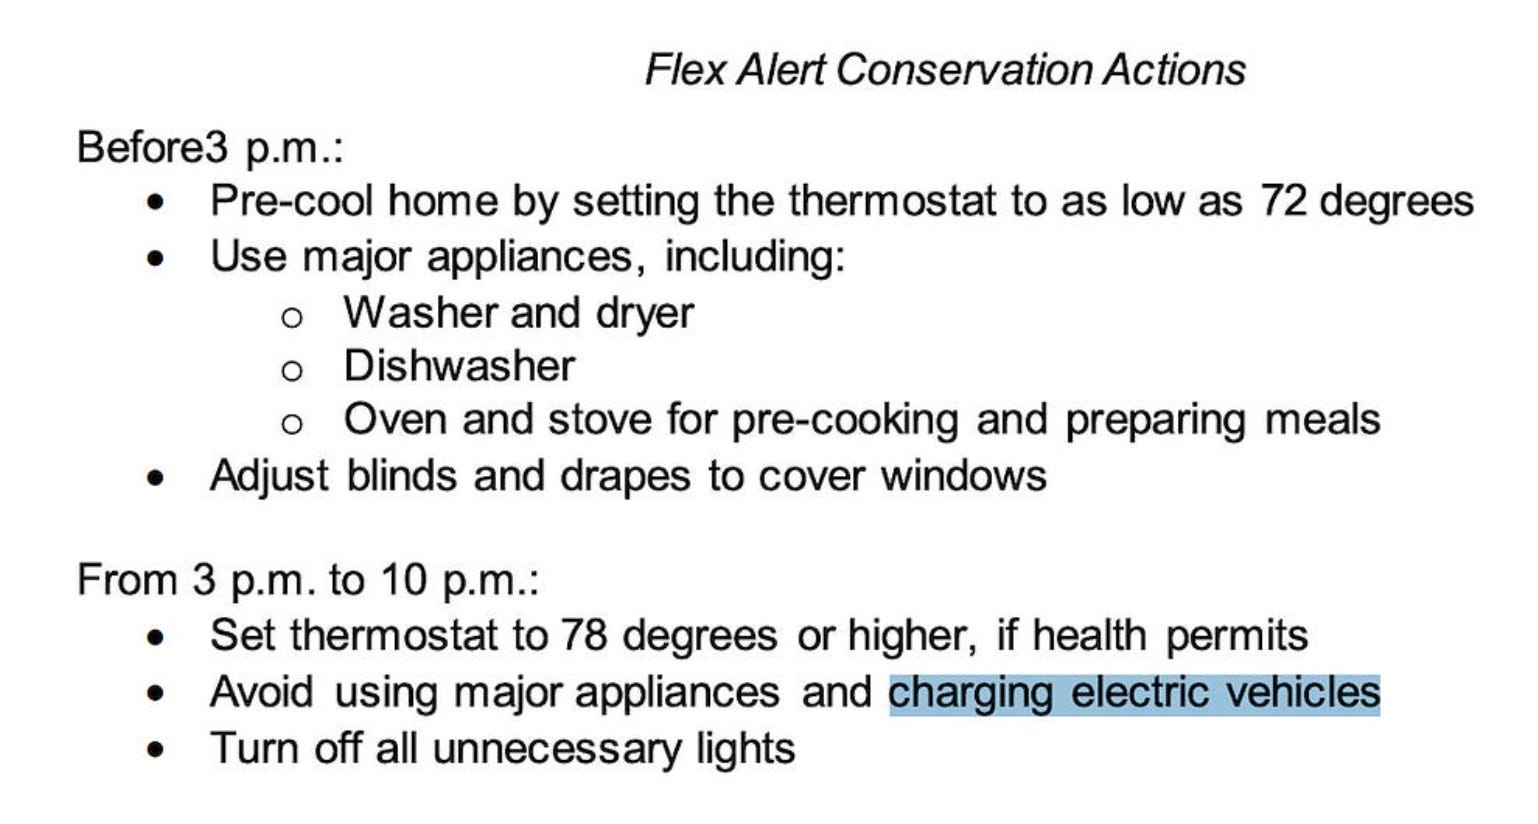 Flex Alert Conservation Actions
Before3 p.m.:
• Pre-cool home by setting the thermostat to as low as 72 degrees
• Use major appliances, including:
o Washer and dryer
o Dishwasher
o Oven and stove for pre-cooking and preparing meals
• Adjust blinds and drapes to cover windows
From 3 p.m. to 10 p.m.:
• Set thermostat to 78 degrees or higher, if health permits
• Avoid using major appliances and charging electric vehicles
• Turn off all unnecessary lights